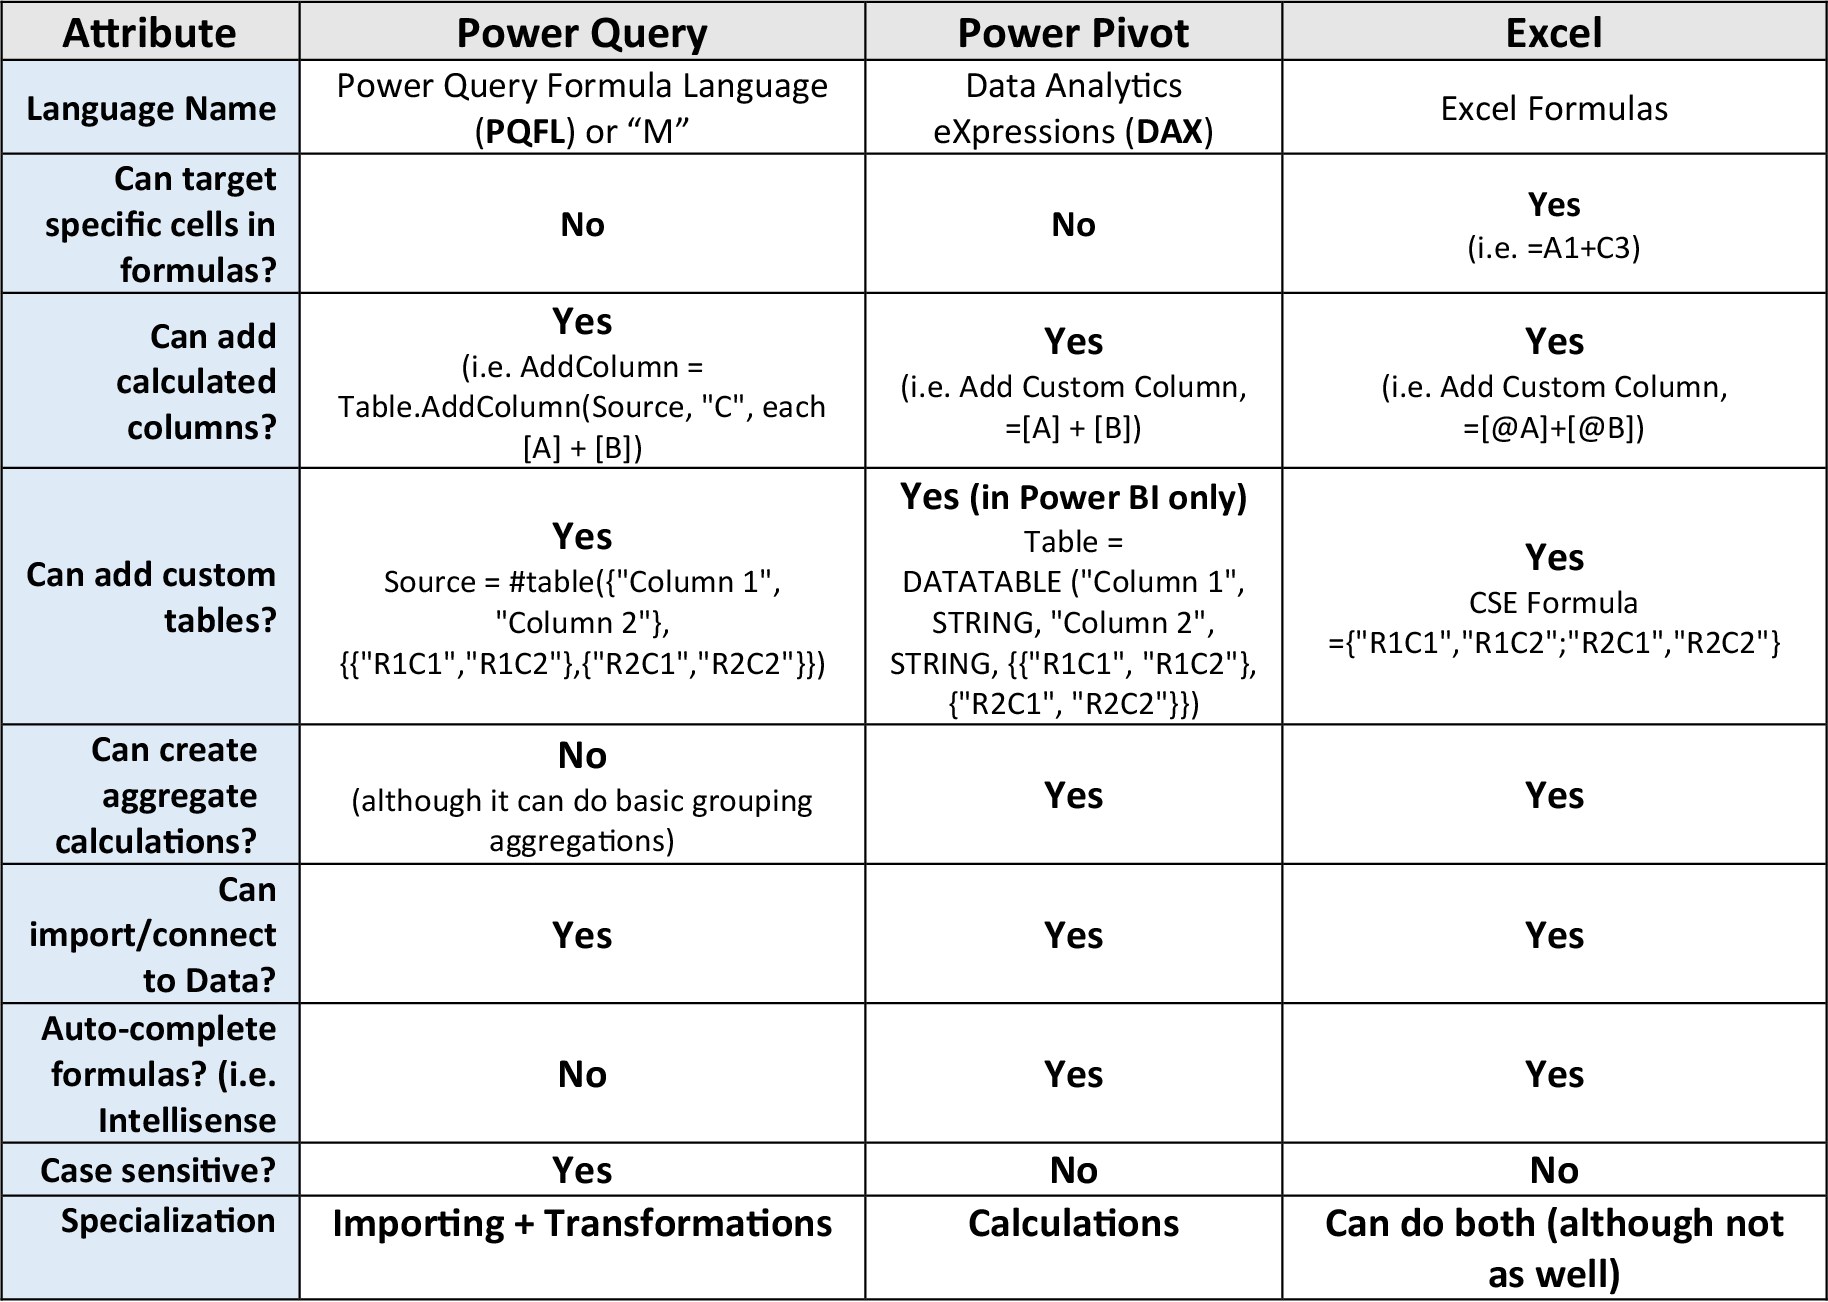 Attribute
Power Query
Power Pivot
Excel
Language Name
Power Query Formula Language
(PQFL) or “M”
Data Analytics
eXpressions (DAX)
Excel Formulas
Can target
specific cells in
formulas?
No
No
Yes
(i.e. =A1+C3)
Can add
calculated
columns?
Yes
(i.e. AddColumn =
Table.AddColumn(Source, "C", each
[A] + [B])
Yes
(i.e. Add Custom Column,
=[A] + [B])
Yes
(i.e. Add Custom Column,
=[@A]+[@B])
Can add custom
tables?
Yes
Source = #table({"Column 1",
"Column 2"},
{{"R1C1","R1C2"},{"R2C1","R2C2"}})
Yes (in Power BI only)
Table =
DATATABLE ("Column 1",
STRING, "Column 2",
STRING, {{"R1C1", "R1C2"},
{"R2C1", "R2C2"}})
Yes
CSE Formula
={"R1C1","R1C2";"R2C1","R2C2"}
Can create
aggregate
calculations?
No
(although it can do basic grouping
aggregations)
Yes
Yes
Can
import/connect
to Data?
Yes
Yes
Yes
Auto-complete
formulas? (i.e.
Intellisense
No
Yes
Yes
Case sensitive?
Yes
No
No
Specialization
Importing + Transformations
Calculations
Can do both (although not
as well)